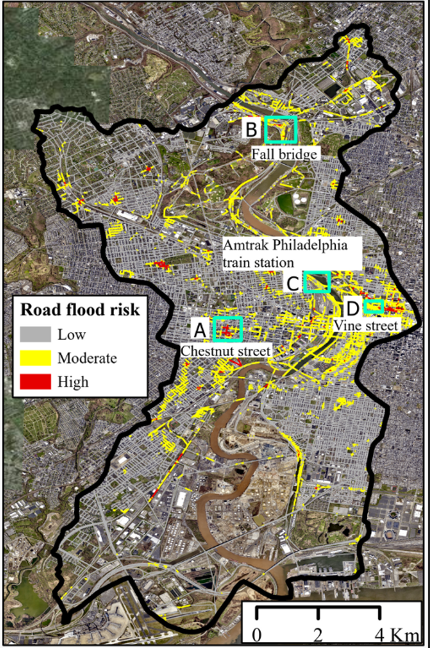 B
Fall bridge
Amtrak Philadelphia
train station
C
D
Vine street
A
Chestnut street
Road flood risk
Low
Moderate
High
0 2 4 Km